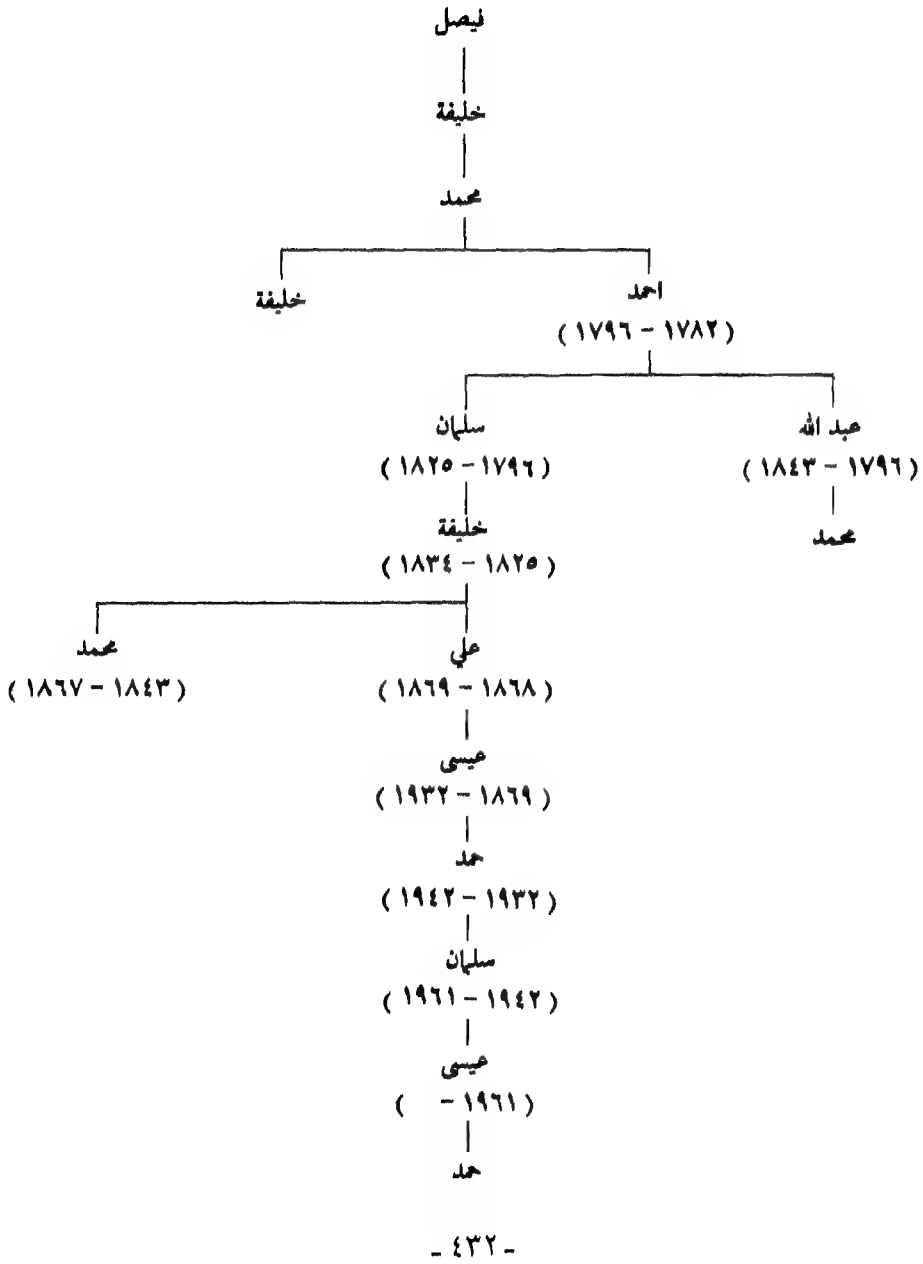 فيصل
خليفة
محمد
احمد
خليفة
( ١٧٨٢ - ١٧٩٦ )
عبد الله
سلمان
( ١٧٩٦ - ١٨٤٣ )
( ١٧٩٦ - ١٨٢٥ )
خليفة
محمد
( ١٨٢٥ - ١٨٣٤ )
علي
محمد
( ١٨٦٨ - ١٨٦٩ )
( ١٨٤٣ - ١٨٦٧ )
عيسى
( ١٨٦٩ - ١٩٣٢ )
حمد
( ١٩٣٢ - ١٩٤٢ )
سلمان
( ١٩٤٢ - ١٩٦١ )
عيسى
( ١٩٦١ - )
حمد
- ٤٣٢ -